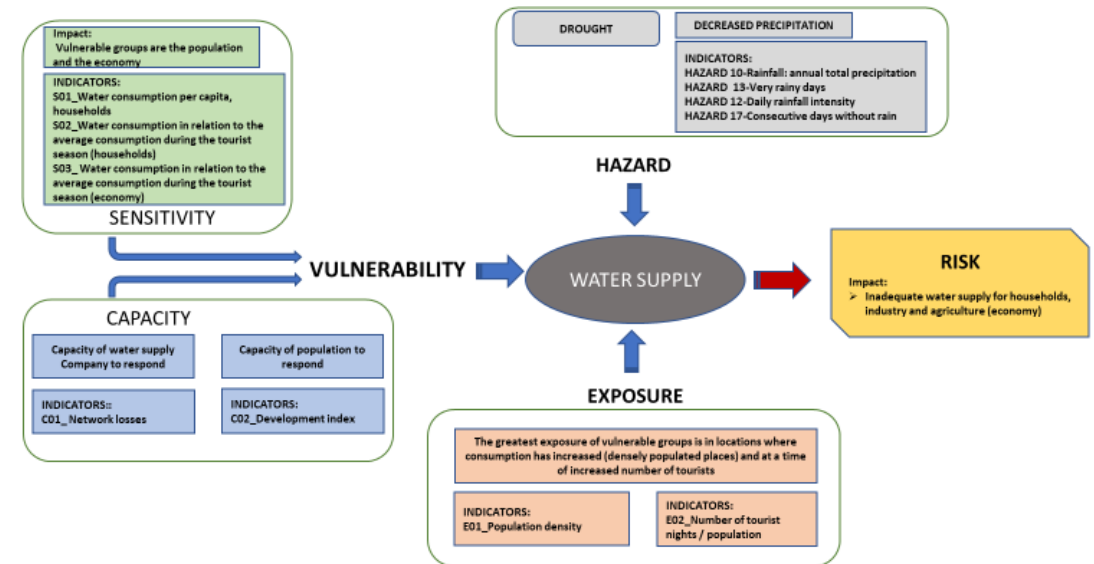 Impact:
Vulnerable groups are the population
and the economy
INDICATORS:
S01_Water consumption per capita,
households
S02_Water consumption in relation to the
average consumption during the tourist
season (households)
S03_ Water consumption in relation to the
average consumption during the tourist
season (economy)
SENSITIVITY
DROUGHT
DECREASED PRECIPITATION
INDICATORS:
HAZARD 10-Rainfall: annual total precipitation
HAZARD 13-Very rainy days
HAZARD 12-Daily rainfall intensity
HAZARD 17-Consecutive days without rain
HAZARD
VULNERABILITY
WATER SUPPLY
RISK
Impact:
➢ Inadequate water supply for households,
industry and agriculture (economy)
CAPACITY
Capacity of water supply
Company to respond
Capacity of population to
respond
INDICATORS::
C01_ Network losses
INDICATORS:
C02_Development index
EXPOSURE
The greatest exposure of vulnerable groups is in locations where
consumption has increased (densely populated places) and at a time
of increased number of tourists
INDICATORS:
E01_Population density
INDICATORS:
E02_Number of tourist
nights / population